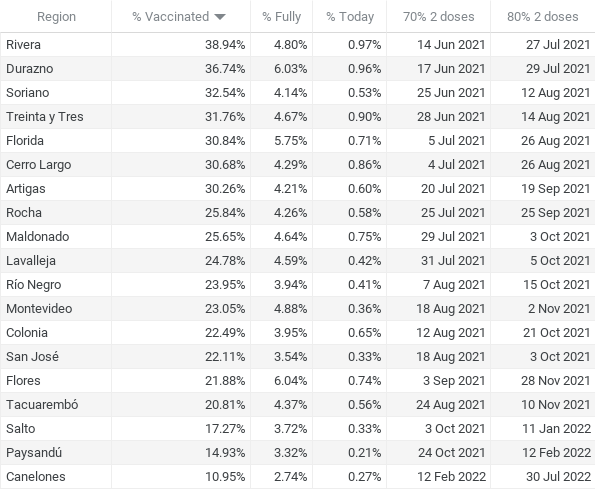 Region % Vaccinated % Fully % Today 70% 2 doses 80% 2 doses
Rivera 38.94% 4.80% 0.97% 14 Jun 2021 27 Jul 2021
Durazno 36.74% 6.03% 0.96% 17 Jun 2021 29 Jul 2021
Soriano 32.54% 4.14% 0.53% 25 Jun 2021 12 Aug 2021
Treinta y Tres 31.76% 4.67% 0.90% 28 Jun 2021 14 Aug 2021
Florida 30.84% 5.75% 0.71% 5 Jul 2021 26 Aug 2021
Cerro Largo 30.68% 4.29% 0.86% 4 Jul 2021 26 Aug 2021
Artigas 30.26% 4.21% 0.60% 20 Jul 2021 19 Sep 2021
Rocha 25.84% 4.26% 0.58% 25 Jul 2021 25 Sep 2021
Maldonado 25.65% 4.64% 0.75% 29 Jul 2021 3 Oct 2021
Lavalleja 24.78% 4.59% 0.42% 31 Jul 2021 5 Oct 2021
Río Negro 23.95% 3.94% 0.41% 7 Aug 2021 15 Oct 2021
Montevideo 23.05% 4.88% 0.36% 18 Aug 2021 2 Nov 2021
Colonia 22.49% 3.95% 0.65% 12 Aug 2021 21 Oct 2021
San José 22.11% 3.54% 0.33% 18 Aug 2021 3 Oct 2021
Flores 21.88% 6.04% 0.74% 3 Sep 2021 28 Nov 2021
Tacuarembó 20.81% 4.37% 0.56% 24 Aug 2021 10 Nov 2021
Salto 17.27% 3.72% 0.33% 3 Oct 2021 11 Jan 2022
Paysandú 14.93% 3.32% 0.21% 24 Oct 2021 12 Feb 2022
Canelones 10.95% 2.74% 0.27% 12 Feb 2022 30 Jul 2022